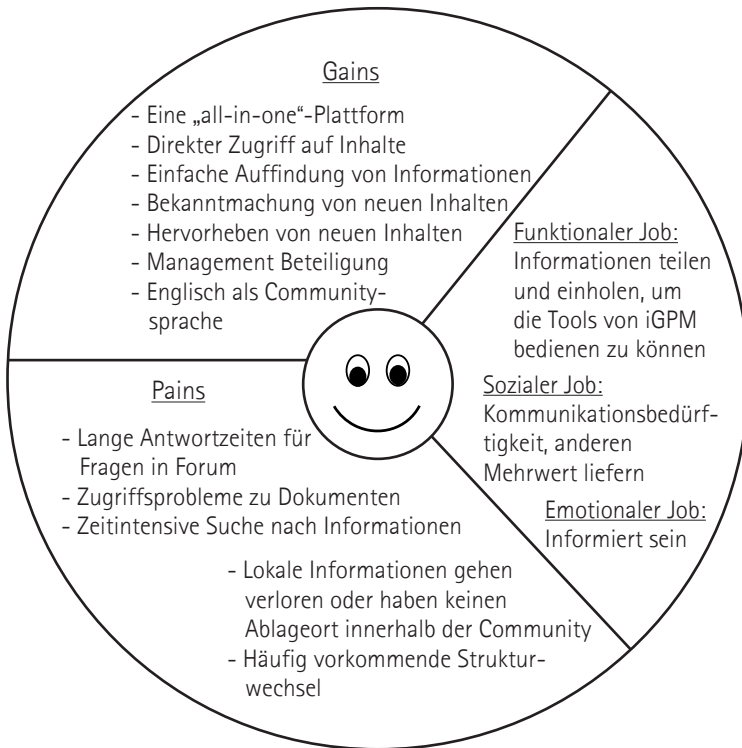 Gains
- Eine „all-in-one“-Plattform
- Direkter Zugriff auf Inhalte
- Einfache Auffindung von Informationen
- Bekanntmachung von neuen Inhalten
- Hervorheben von neuen Inhalten
- Management Beteiligung
- Englisch als Community-
sprache
Funktionaler Job:
Informationen teilen
und einholen, um
die Tools von iGPM
bedienen zu können
Sozialer Job:
Kommunikationsbedürf-
tigkeit, anderen
Mehrwert liefern
Emotionaler Job:
Informiert sein
Pains
- Lange Antwortzeiten für
Fragen in Forum
- Zugriffsprobleme zu Dokumenten
- Zeitintensive Suche nach Informationen
- Lokale Informationen gehen
verloren oder haben keinen
Ablageort innerhalb der Community
- Häufig vorkommende Struktur-
wechsel